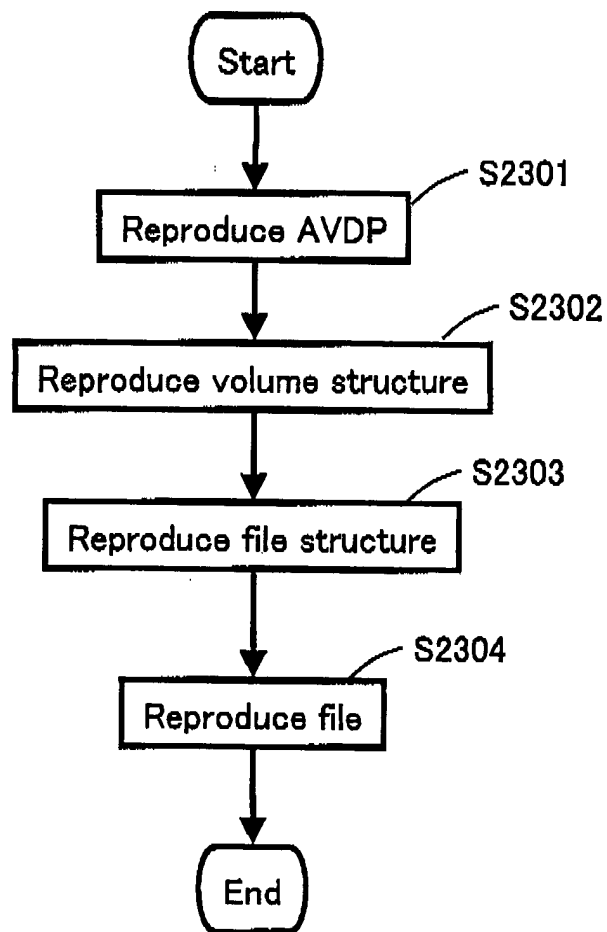 Start
S2301
Reproduce AVDP
S2302
Reproduce volume structure
S2303
Reproduce file structure
S2304
Reproduce file
End